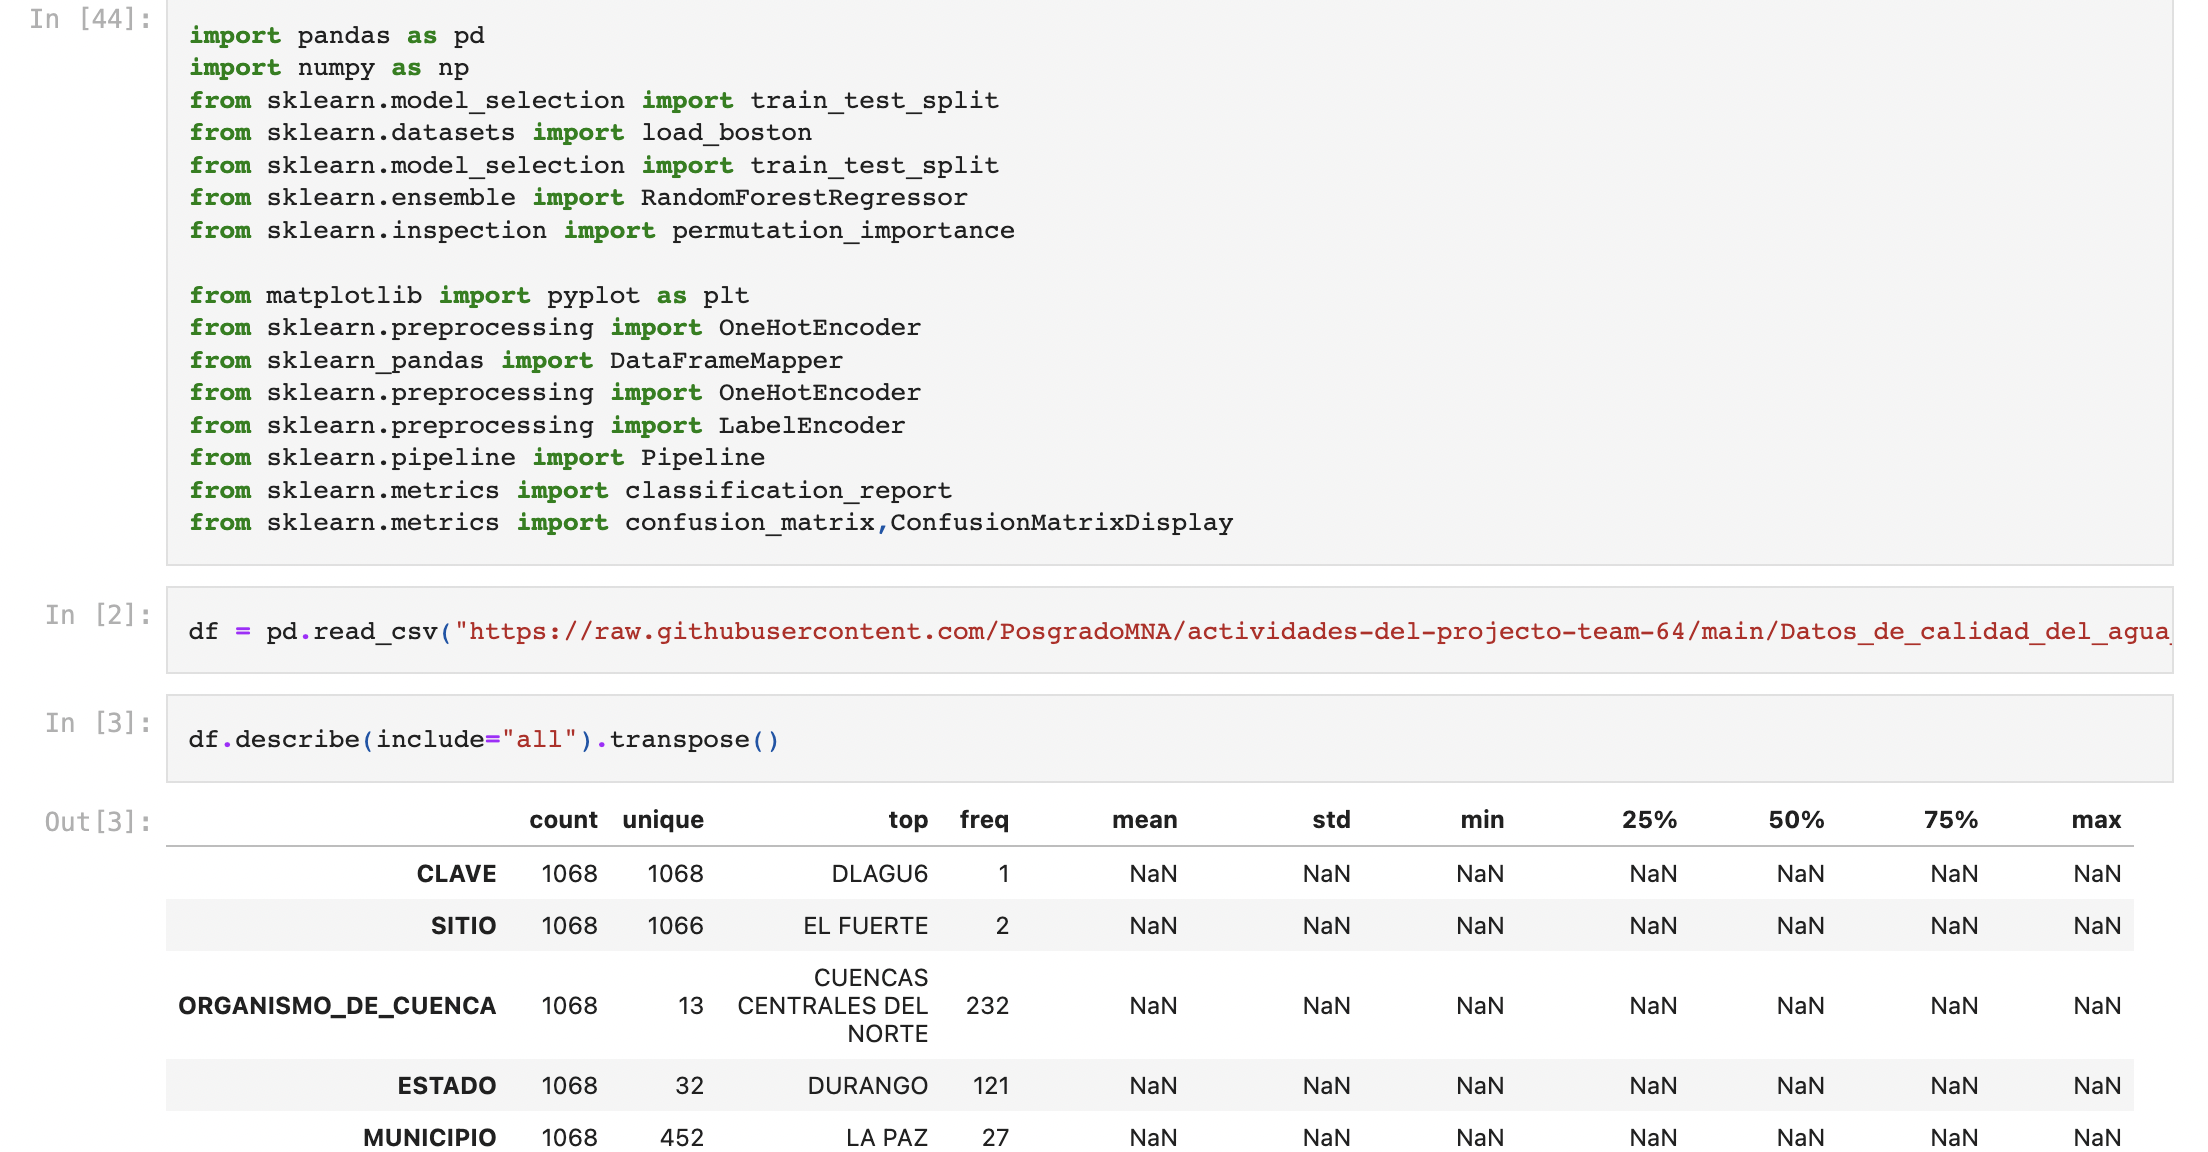 In [44]:
import pandas as pd
import numpy as np
from sklearn.model_selection import train_test_split
from sklearn.datasets import load_boston
from sklearn.model_selection import train_test_split
from sklearn.ensemble import RandomForestRegressor
from sklearn.inspection import permutation_importance
from matplotlib import pyplot as plt
from sklearn.preprocessing import OneHotEncoder
from sklearn_pandas import DataFrameMapper
from sklearn.preprocessing import OneHotEncoder
from sklearn.preprocessing import LabelEncoder
from sklearn.pipeline import Pipeline
from sklearn.metrics import classification_report
from sklearn.metrics import confusion_matrix,ConfusionMatrixDisplay
In [2]:
df = pd.read_csv("https://raw.githubusercontent.com/PosgradoMNA/actividades-del-projecto-team-64/main/Datos_de_calidad_del_agua_
In [3]:
df.describe(include="all").transpose()
Out[3]:
count unique top freq mean std min 25% 50% 75% max
CLAVE 1068 1068 DLAGU6 1 NaN NaN NaN NaN NaN NaN NaN
SITIO 1068 1066 EL FUERTE 2 NaN NaN NaN NaN NaN NaN NaN
CUENCAS
ORGANISMO_DE_CUENCA 1068 13 CENTRALES DEL 232 NaN NaN NaN NaN NaN NaN NaN
NORTE
ESTADO 1068 32 DURANGO 121 NaN NaN NaN NaN NaN NaN NaN
MUNICIPIO 1068 452 LA PAZ 27 NaN NaN NaN NaN NaN NaN NaN